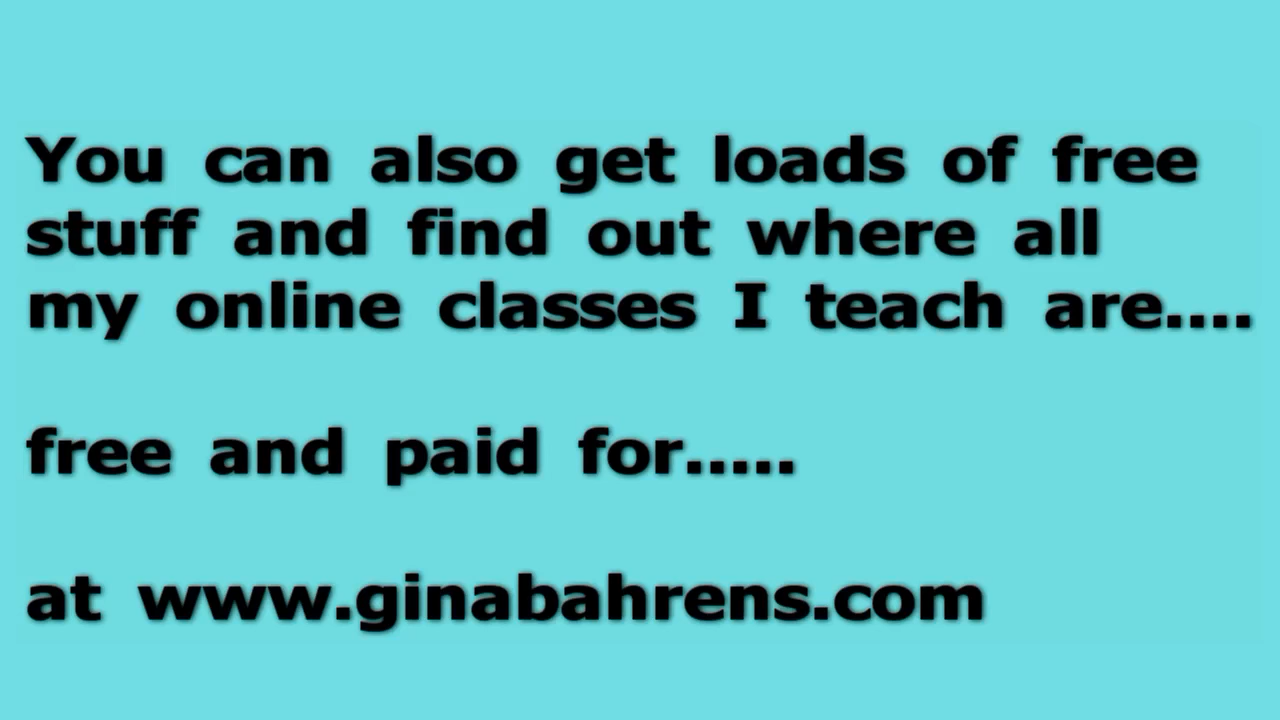 You can also get loads of free
stuff and find out where all
my online classes I teach are....
free and paid for.....
at www.ginabahrens.com